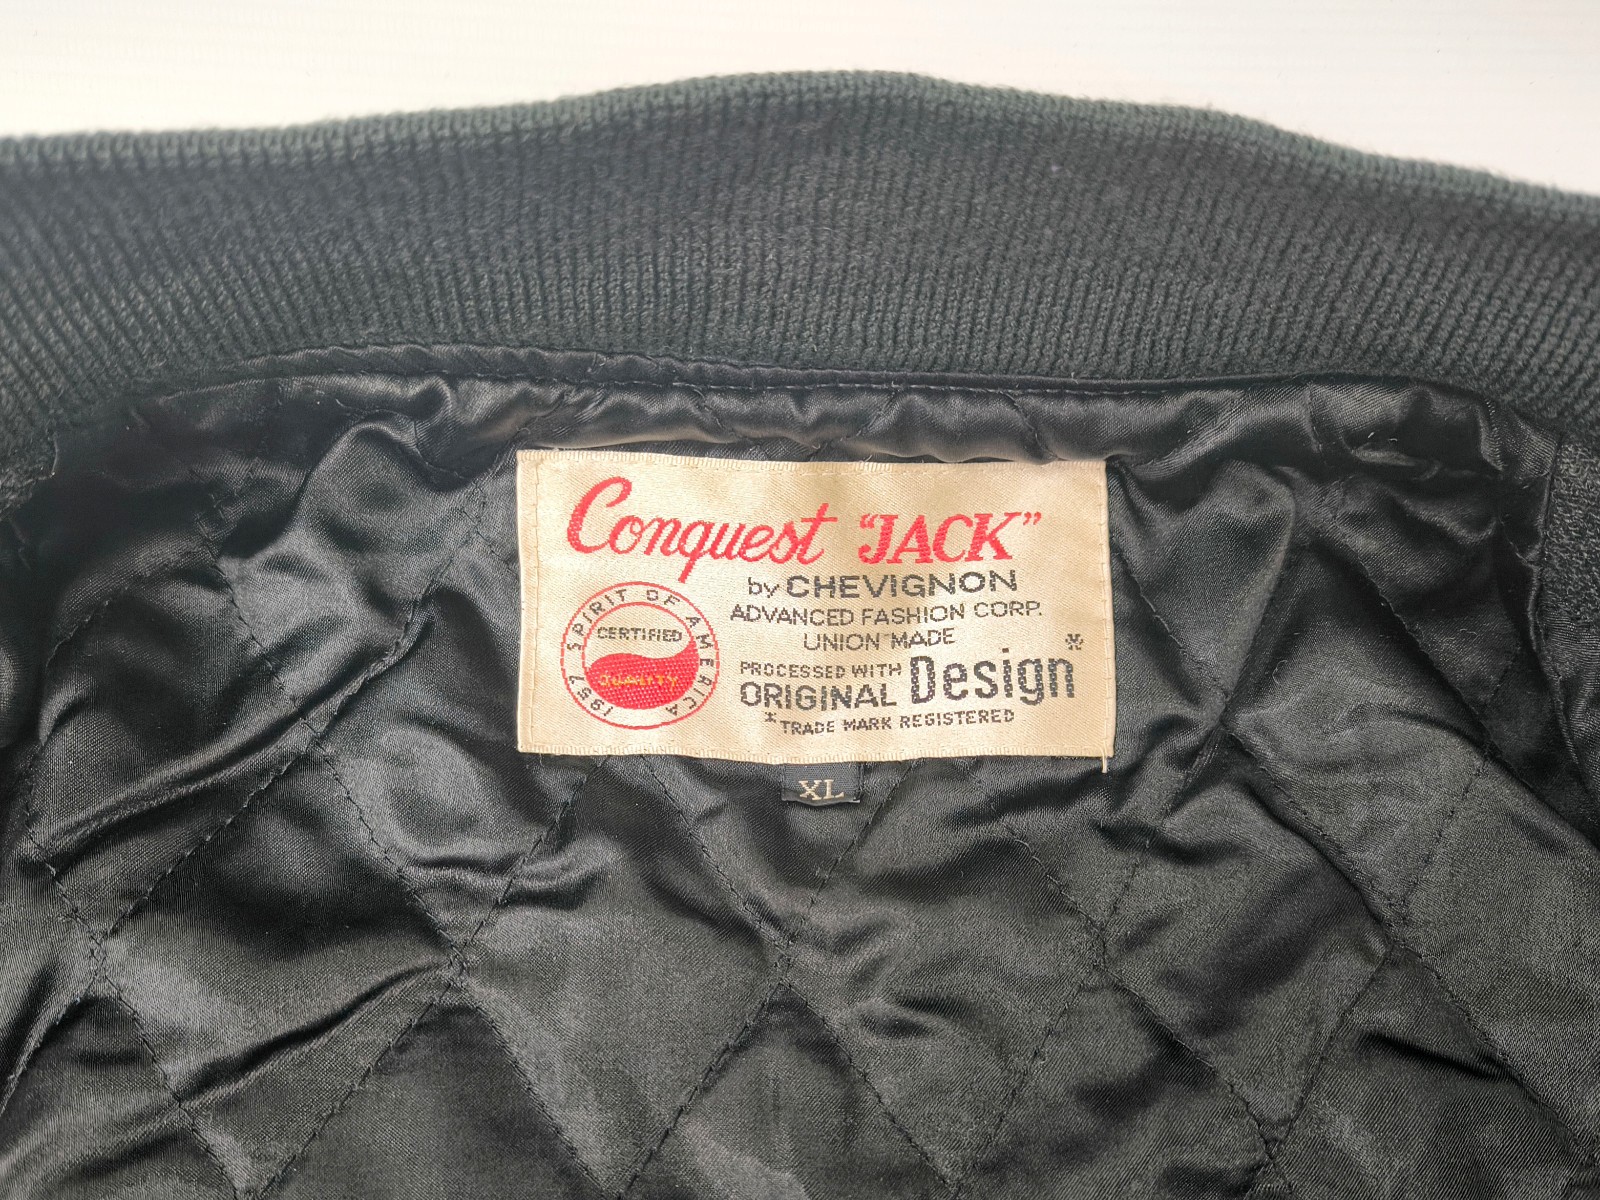 Conquest "JACK"
by CHEVIGNON
ADVANCED FASHION CORP.
UNION MADE
PROCESSED WITH
ORIGINAL Design*
*TRADE MARK REGISTERED
1957 SPIRIT OF AMERICA
CERTIFIED
QUALITY
XL